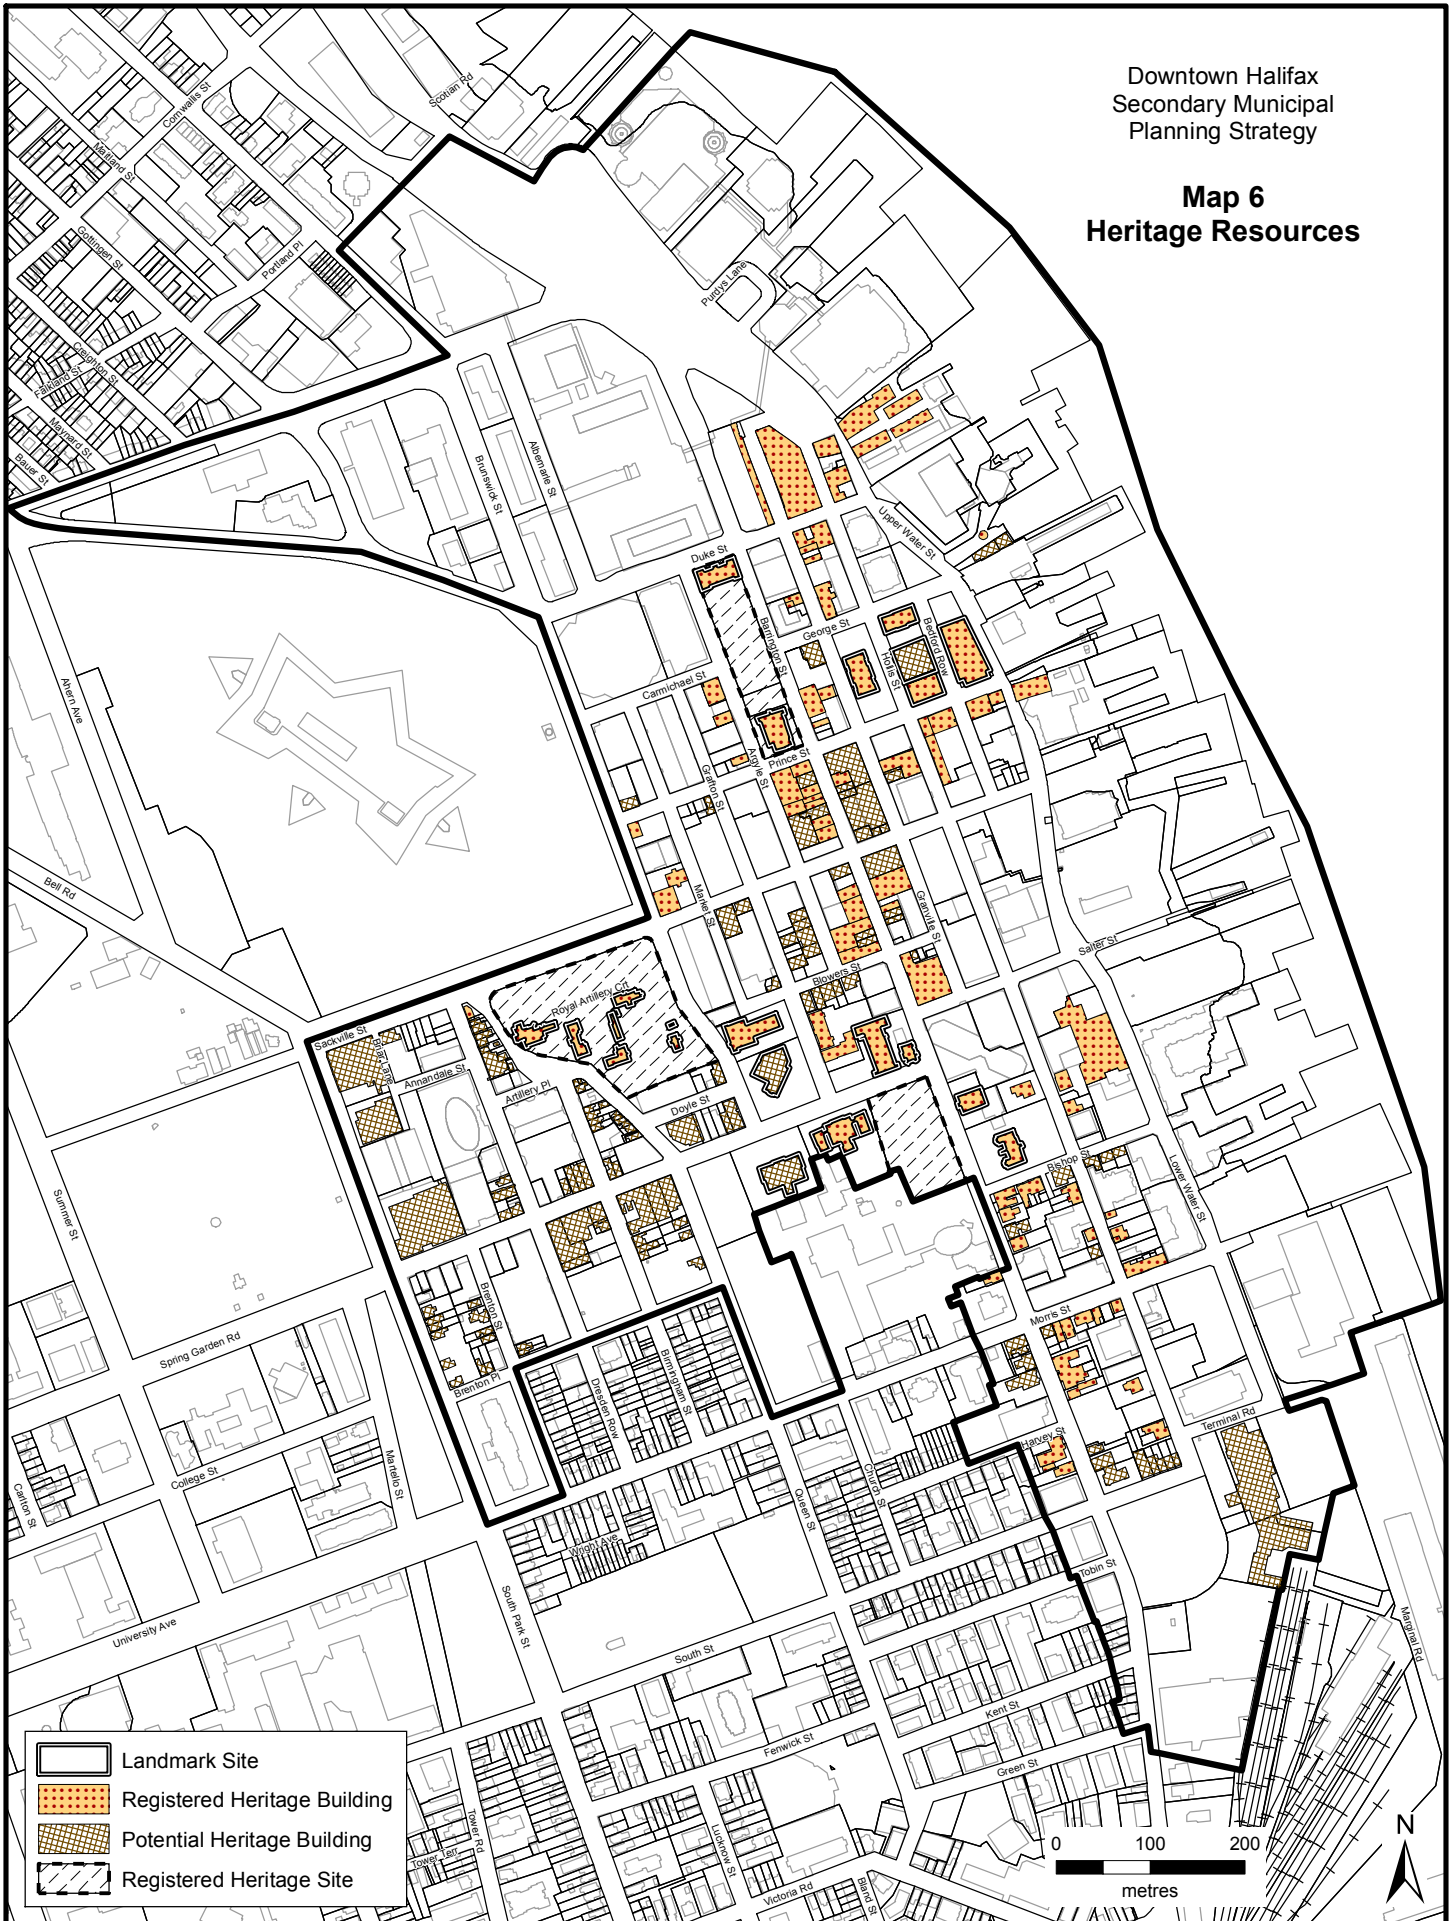 Downtown Halifax
Secondary Municipal
Planning Strategy
Map 6
Heritage Resources
Scotian Rd
Cornwallis St
Maitland St
Gottingen St
Portland Pl
Creighton St
Falkland St
Maynard St
Bauer St
Purdys Lane
Brunswick St
Albemarle St
Upper Water St
Duke St
Barrington St
George St
Bedford Row
Hollis St
Carmichael St
Ahern Ave
Argyle St
Prince St
Grafton St
Bell Rd
Market St
Granville St
Salter St
Blowers St
Royal Artillery Crt
Sackville St
Briar Lane
Annandale St
Artillery Pl
Doyle St
Bishop St
Lower Water St
Summer St
Brenton St
Morris St
Spring Garden Rd
Birmingham St
Brenton Pl
Dresden Row
Terminal Rd
Harvey St
Martello St
College St
Carlton St
Church St
Queen St
Wright Ave
Tobin St
South Park St
University Ave
Marginal Rd
South St
Kent St
Fenwick St
Green St
Tower Rd
Tower Terr
Lucknow St
Victoria Rd
Bland St
Landmark Site
Registered Heritage Building
Potential Heritage Building
Registered Heritage Site
0 100 200
metres
N